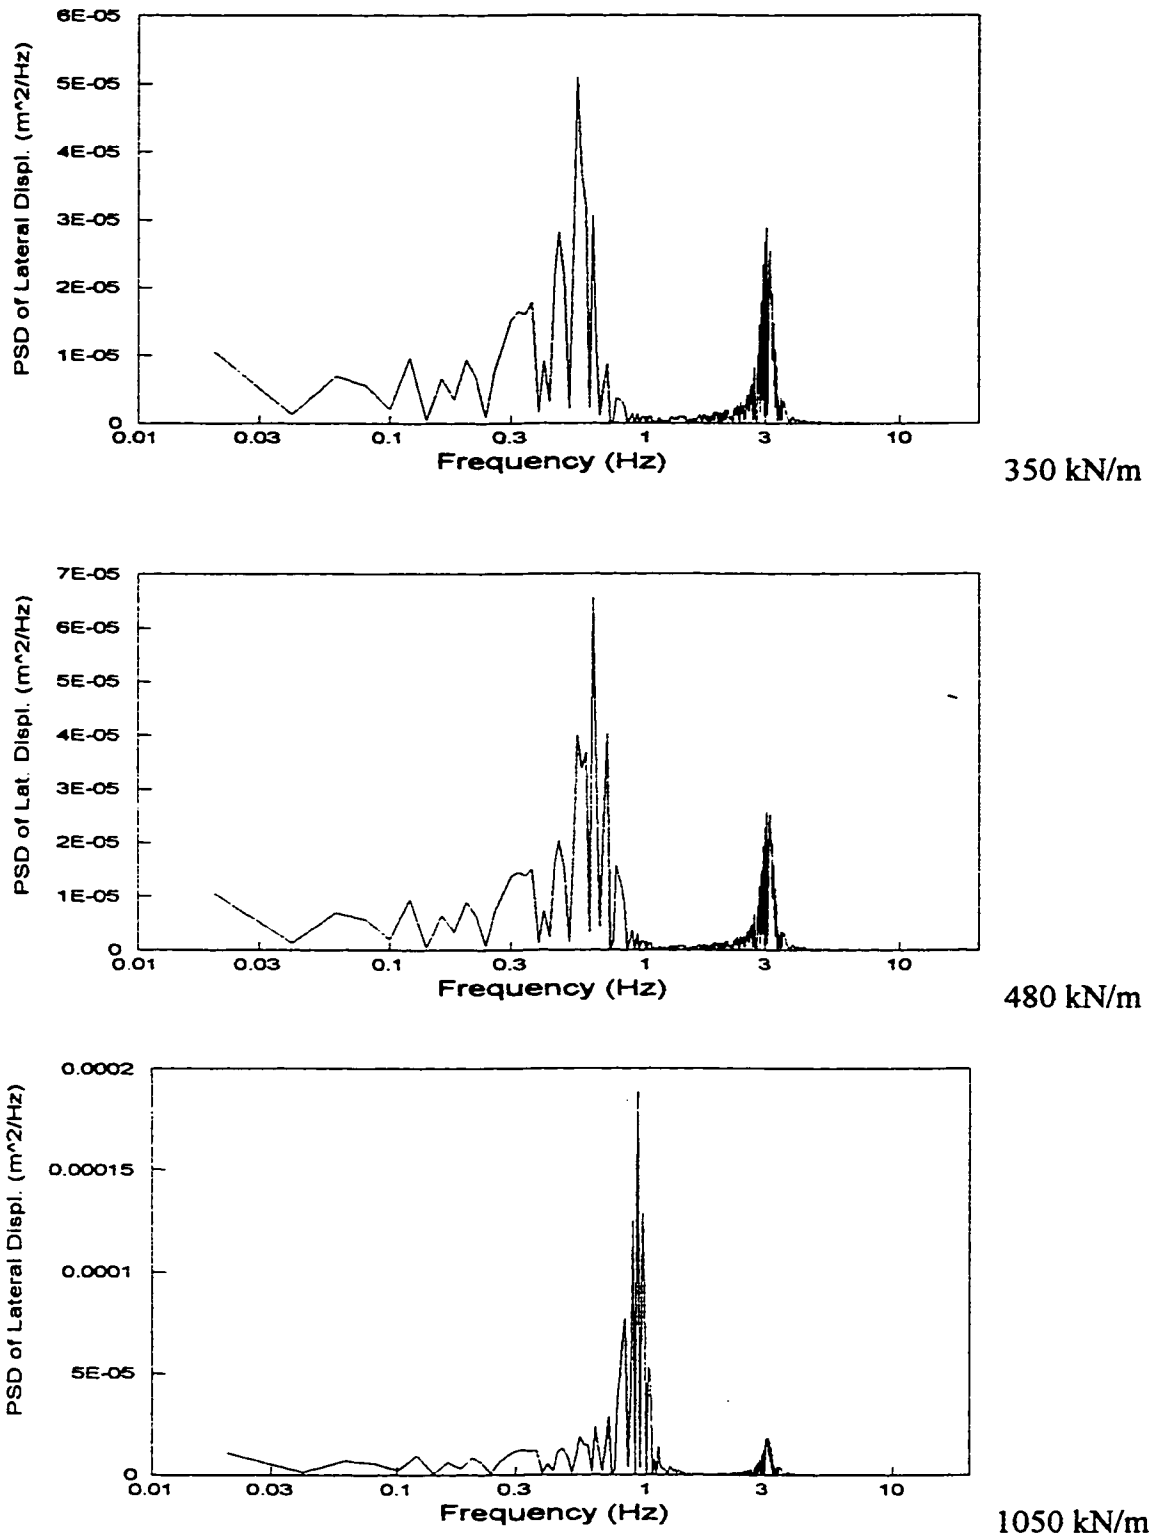 6E-05
5E-05
4E-05
3E-05
2E-05
1E-05
0
PSD of Lateral Displ. (m^2/Hz)
0.01 0.03 0.1 0.3 1 3 10
Frequency (Hz)
350 kN/m
7E-05
6E-05
5E-05
4E-05
3E-05
2E-05
1E-05
0
PSD of Lat. Displ. (m^2/Hz)
0.01 0.03 0.1 0.3 1 3 10
Frequency (Hz)
480 kN/m
0.0002
0.00015
0.0001
5E-05
0
PSD of Lateral Displ. (m^2/Hz)
0.01 0.03 0.1 0.3 1 3 10
Frequency (Hz)
1050 kN/m